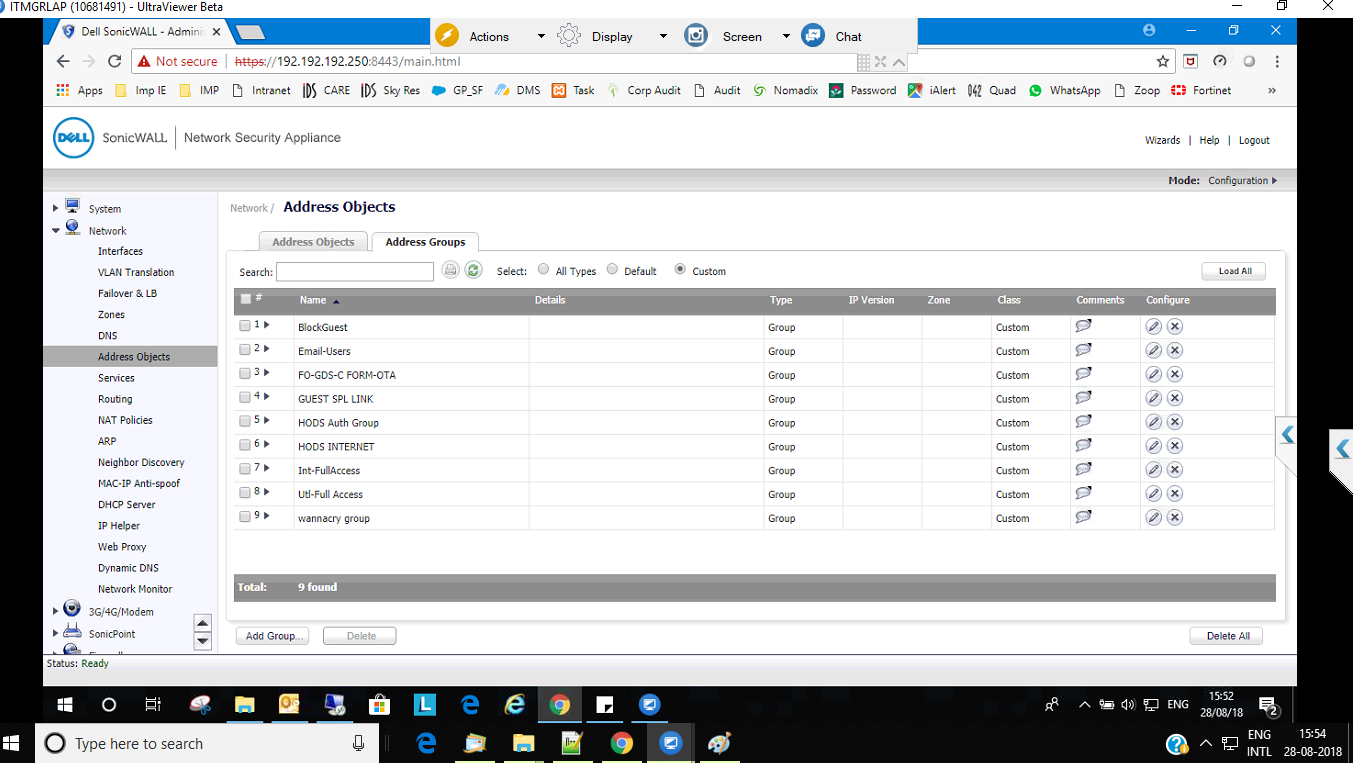 ITMGRLAP (10681491) - UltraViewer Beta
Dell SonicWALL - Adminis
Actions Display Screen Chat
Not secure | https://192.192.192.250:8443/main.html
Apps Imp IE IMP Intranet CARE Sky Res GP_SF DMS Task Corp Audit Audit Nomadix Password iAlert Quad WhatsApp Zoop Fortinet »
DELL SonicWALL | Network Security Appliance
Wizards | Help | Logout
Mode: Configuration
System
Network
Interfaces
VLAN Translation
Failover & LB
Zones
DNS
Address Objects
Services
Routing
NAT Policies
ARP
Neighbor Discovery
MAC-IP Anti-spoof
DHCP Server
IP Helper
Web Proxy
Dynamic DNS
Network Monitor
3G/4G/Modem
SonicPoint
Network / Address Objects
Address Objects Address Groups
Search: Select: All Types Default Custom Load All
# Name Details Type IP Version Zone Class Comments Configure
1 BlockGuest Group Custom
2 Email-Users Group Custom
3 FO-GDS-C FORM-OTA Group Custom
4 GUEST SPL LINK Group Custom
5 HODS Auth Group Group Custom
6 HODS INTERNET Group Custom
7 Int-FullAccess Group Custom
8 Utl-Full Access Group Custom
9 wannacry group Group Custom
Total: 9 found
Add Group... Delete Delete All
Status: Ready
ENG 15:52
28/08/18
2
Type here to search
ENG 15:54
INTL 28-08-2018